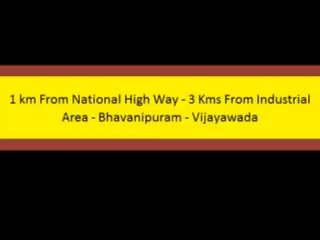 1 km From National High Way - 3 Kms From Industrial
Area - Bhavanipuram - Vijayawada